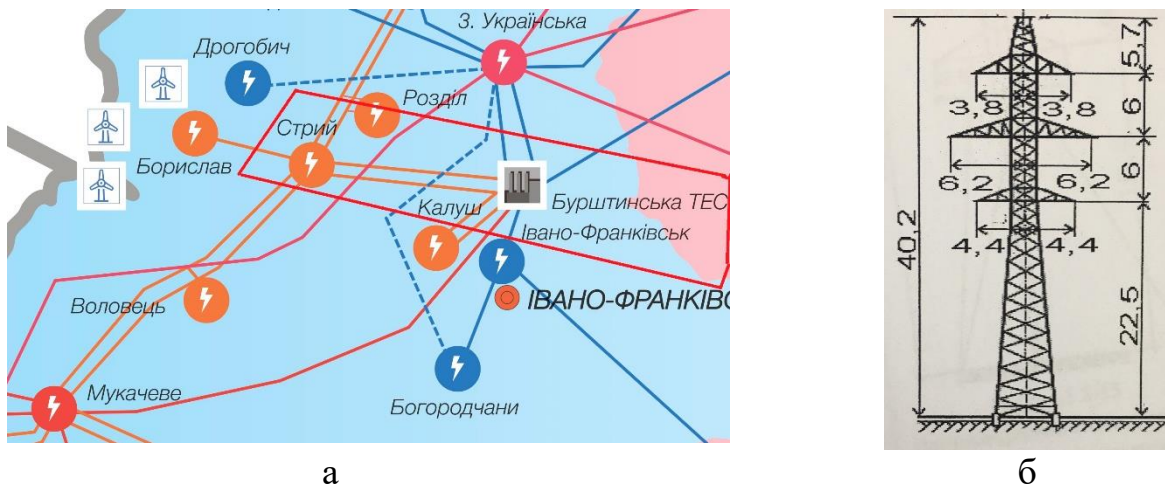 З. Українська
Дрогобич
Розділ
Стрий
Борислав
Калуш
Бурштинська ТЕС
Івано-Франківськ
Воловець
ІВАНО-ФРАНКІВС
Мукачеве
Богородчани
а
5,7
3,8
3,8
6
6,2
6,2
6
4,4
4,4
40,2
22,5
б